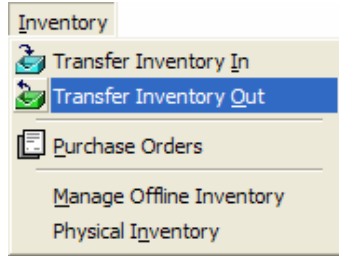 Inventory
Transfer Inventory In
Transfer Inventory Out
Purchase Orders
Manage Offline Inventory
Physical Inventory